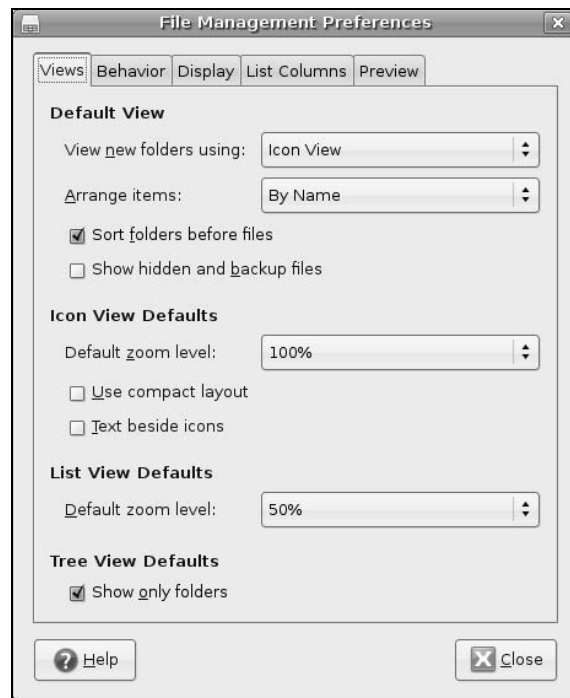 File Management Preferences
Views Behavior Display List Columns Preview
Default View
View new folders using: Icon View
Arrange items: By Name
Sort folders before files
Show hidden and backup files
Icon View Defaults
Default zoom level: 100%
Use compact layout
Text beside icons
List View Defaults
Default zoom level: 50%
Tree View Defaults
Show only folders
Help Close